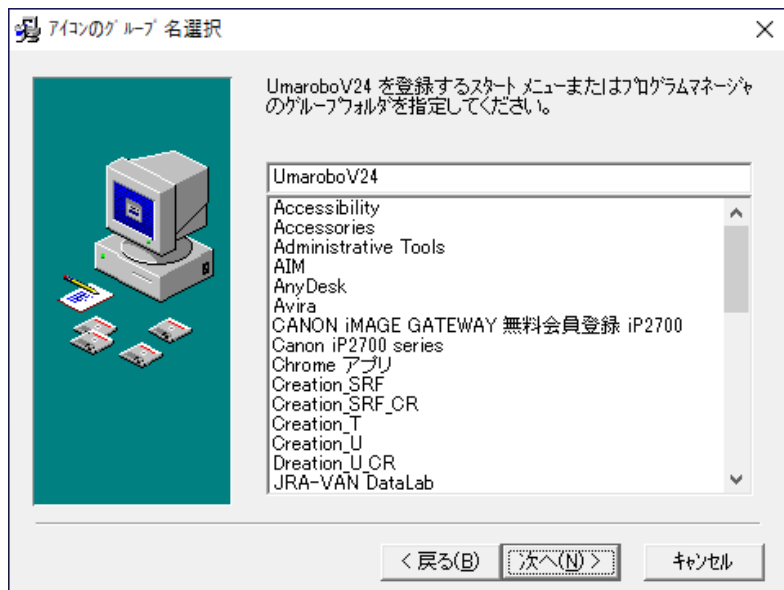 ｱｲｺﾝのｸﾞﾙｰﾌﾟ名選択
UmaroboV24 を登録するスタート メニューまたはﾌﾟﾛｸﾞﾗﾑﾏﾈｰｼﾞｬ
のｸﾞﾙｰﾌﾟﾌｫﾙﾀﾞを指定してください。
UmaroboV24
Accessibility
Accessories
Administrative Tools
AIM
AnyDesk
Avira
CANON iMAGE GATEWAY 無料会員登録 iP2700
Canon iP2700 series
Chrome アプリ
Creation_SRF
Creation_SRF_CR
Creation_T
Creation_U
Dreation_U_CR
JRA-VAN DataLab
< 戻る(B)
次へ(N) >
ｷｬﾝｾﾙ